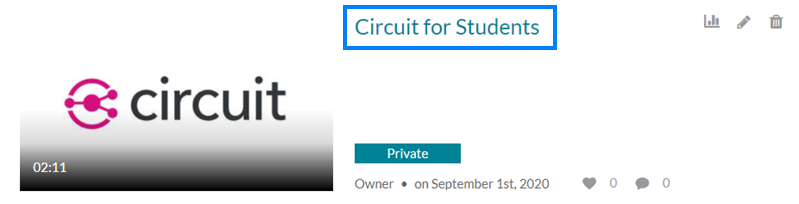 Circuit for Students
circuit
02:11
Private
Owner • on September 1st, 2020 0 0